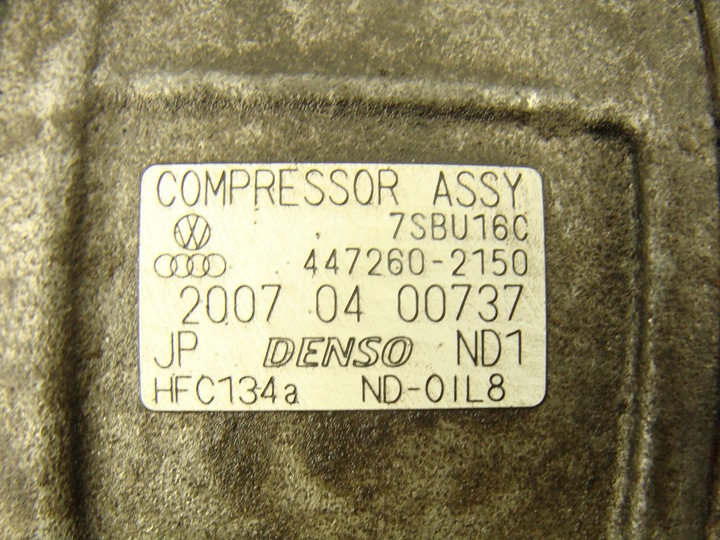 COMPRESSOR ASSY
7SBU16C
447260-2150
2007 04 00737
JP DENSO ND1
HFC134a ND-OIL8